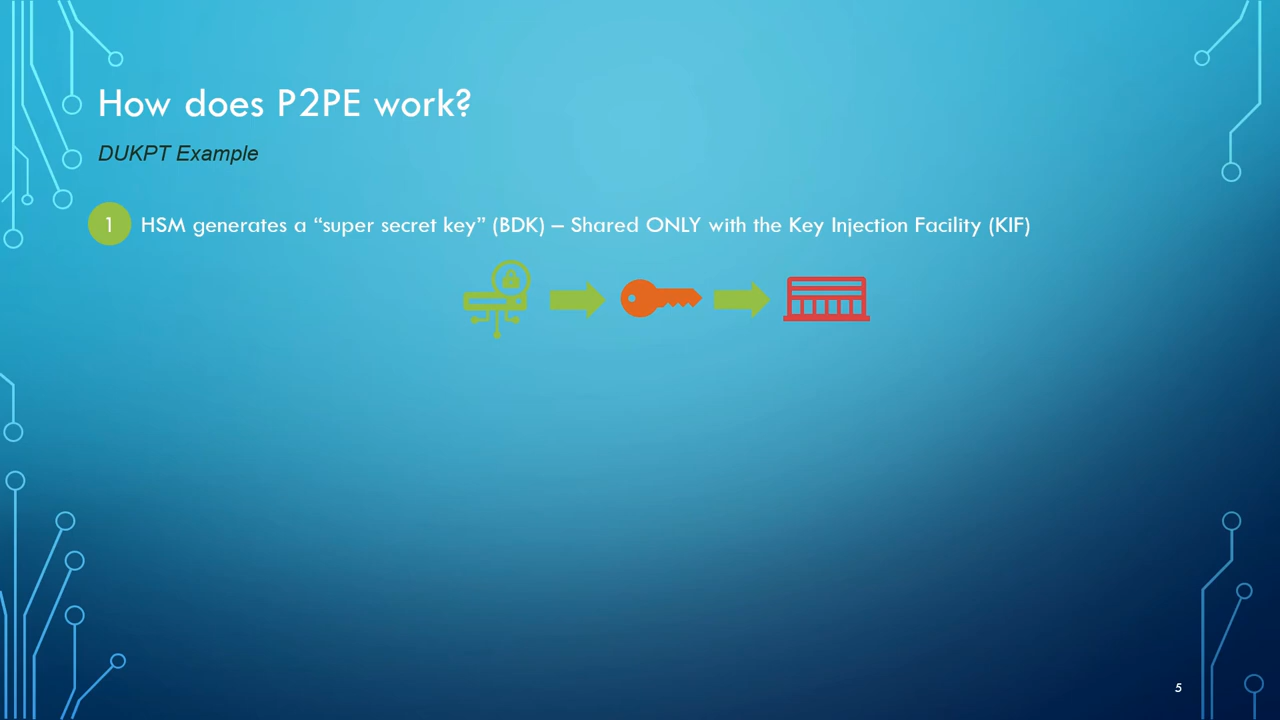 How does P2PE work?
DUKPT Example
1 HSM generates a “super secret key” (BDK) – Shared ONLY with the Key Injection Facility (KIF)
5